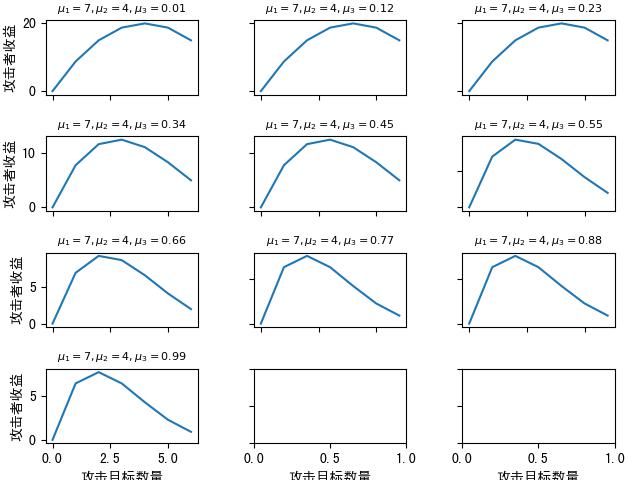 μ₁ = 7, μ₂ = 4, μ₃ = 0.01
μ₁ = 7, μ₂ = 4, μ₃ = 0.12
μ₁ = 7, μ₂ = 4, μ₃ = 0.23
20
0
攻击者收益
μ₁ = 7, μ₂ = 4, μ₃ = 0.34
μ₁ = 7, μ₂ = 4, μ₃ = 0.45
μ₁ = 7, μ₂ = 4, μ₃ = 0.55
10
0
攻击者收益
μ₁ = 7, μ₂ = 4, μ₃ = 0.66
μ₁ = 7, μ₂ = 4, μ₃ = 0.77
μ₁ = 7, μ₂ = 4, μ₃ = 0.88
5
0
攻击者收益
μ₁ = 7, μ₂ = 4, μ₃ = 0.99
5
0
攻击者收益
0.0 2.5 5.0
0.0 0.5 1.0
0.0 0.5 1.0
攻击目标数量
攻击目标数量
攻击目标数量